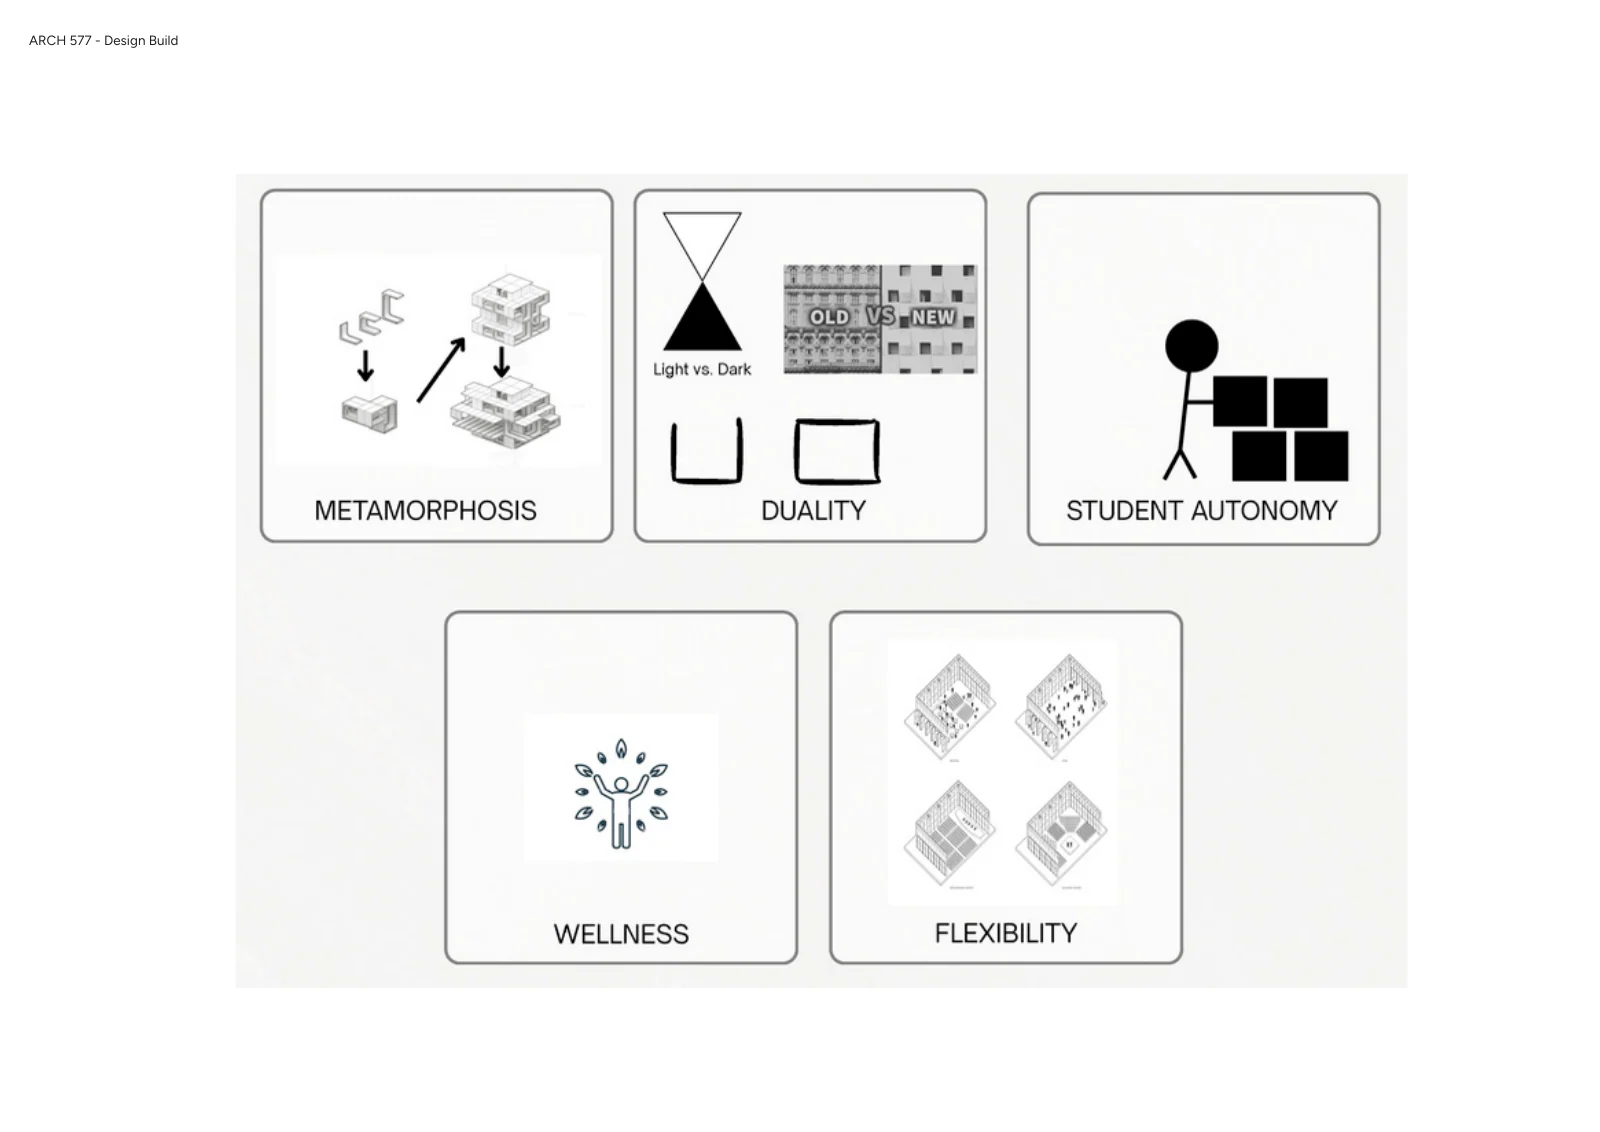 ARCH 577 - Design Build
OLD VS NEW
Light vs. Dark
METAMORPHOSIS
DUALITY
STUDENT AUTONOMY
WELLNESS
FLEXIBILITY